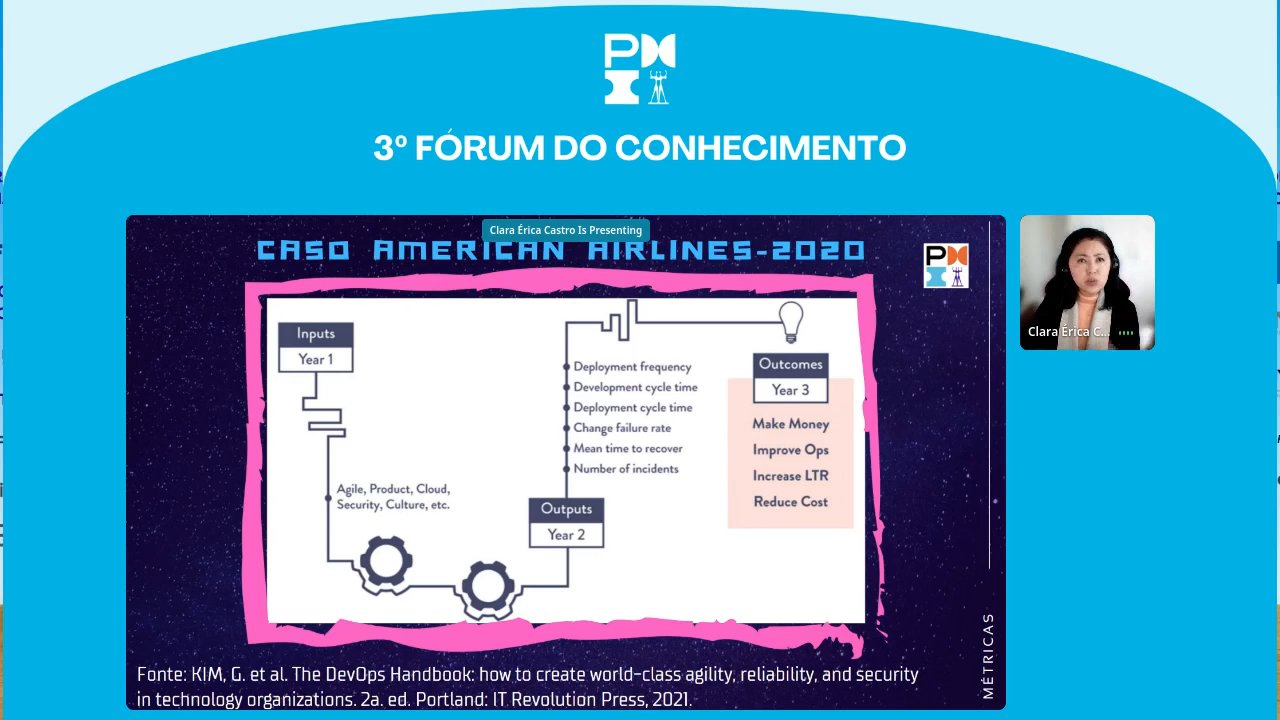 PM
3º FÓRUM DO CONHECIMENTO
Clara Érica Castro Is Presenting
CASO AMERICAN AIRLINES-2020
PM
Inputs
Year 1
Agile, Product, Cloud,
Security, Culture, etc.
Outputs
Year 2
Deployment frequency
Development cycle time
Deployment cycle time
Change failure rate
Mean time to recover
Number of incidents
Outcomes
Year 3
Make Money
Improve Ops
Increase LTR
Reduce Cost
MÉTRICAS
Fonte: KIM, G. et al. The DevOps Handbook: how to create world-class agility, reliability, and security
in technology organizations. 2a. ed. Portland: IT Revolution Press, 2021.
Clara Érica C...